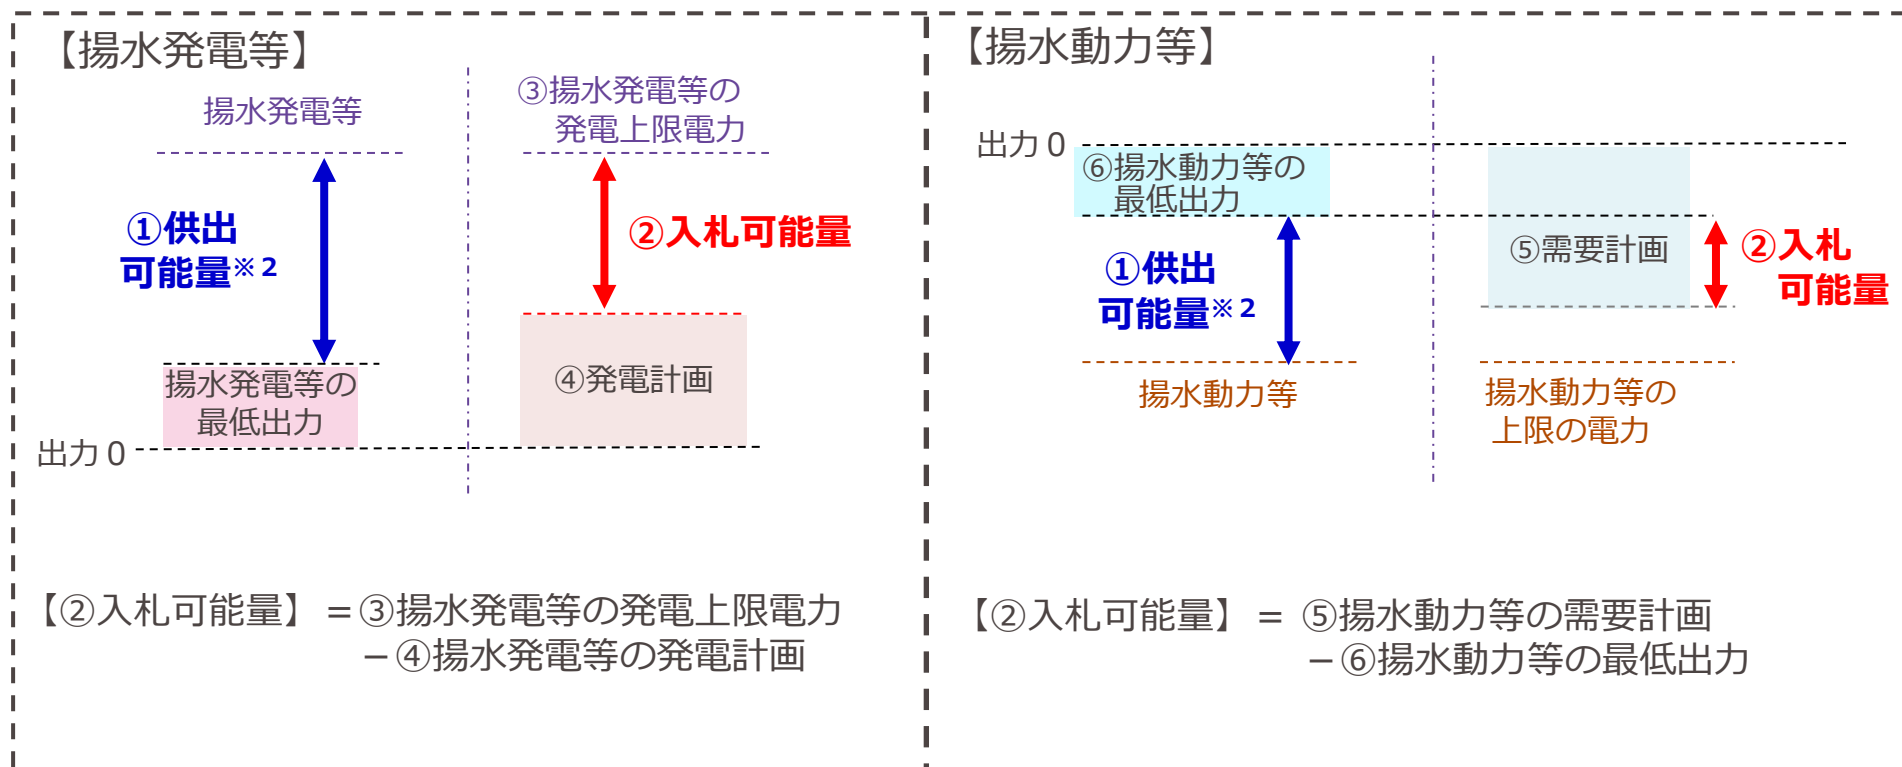 【揚水発電等】
揚水発電等
③揚水発電等の
発電上限電力
①供出
可能量※２
②入札可能量
揚水発電等の
最低出力
④発電計画
出力０
【②入札可能量】＝③揚水発電等の発電上限電力
－④揚水発電等の発電計画
【揚水動力等】
出力０
⑥揚水動力等の
最低出力
①供出
可能量※２
⑤需要計画
②入札
可能量
揚水動力等
揚水動力等の
上限の電力
【②入札可能量】＝ ⑤揚水動力等の需要計画
－⑥揚水動力等の最低出力